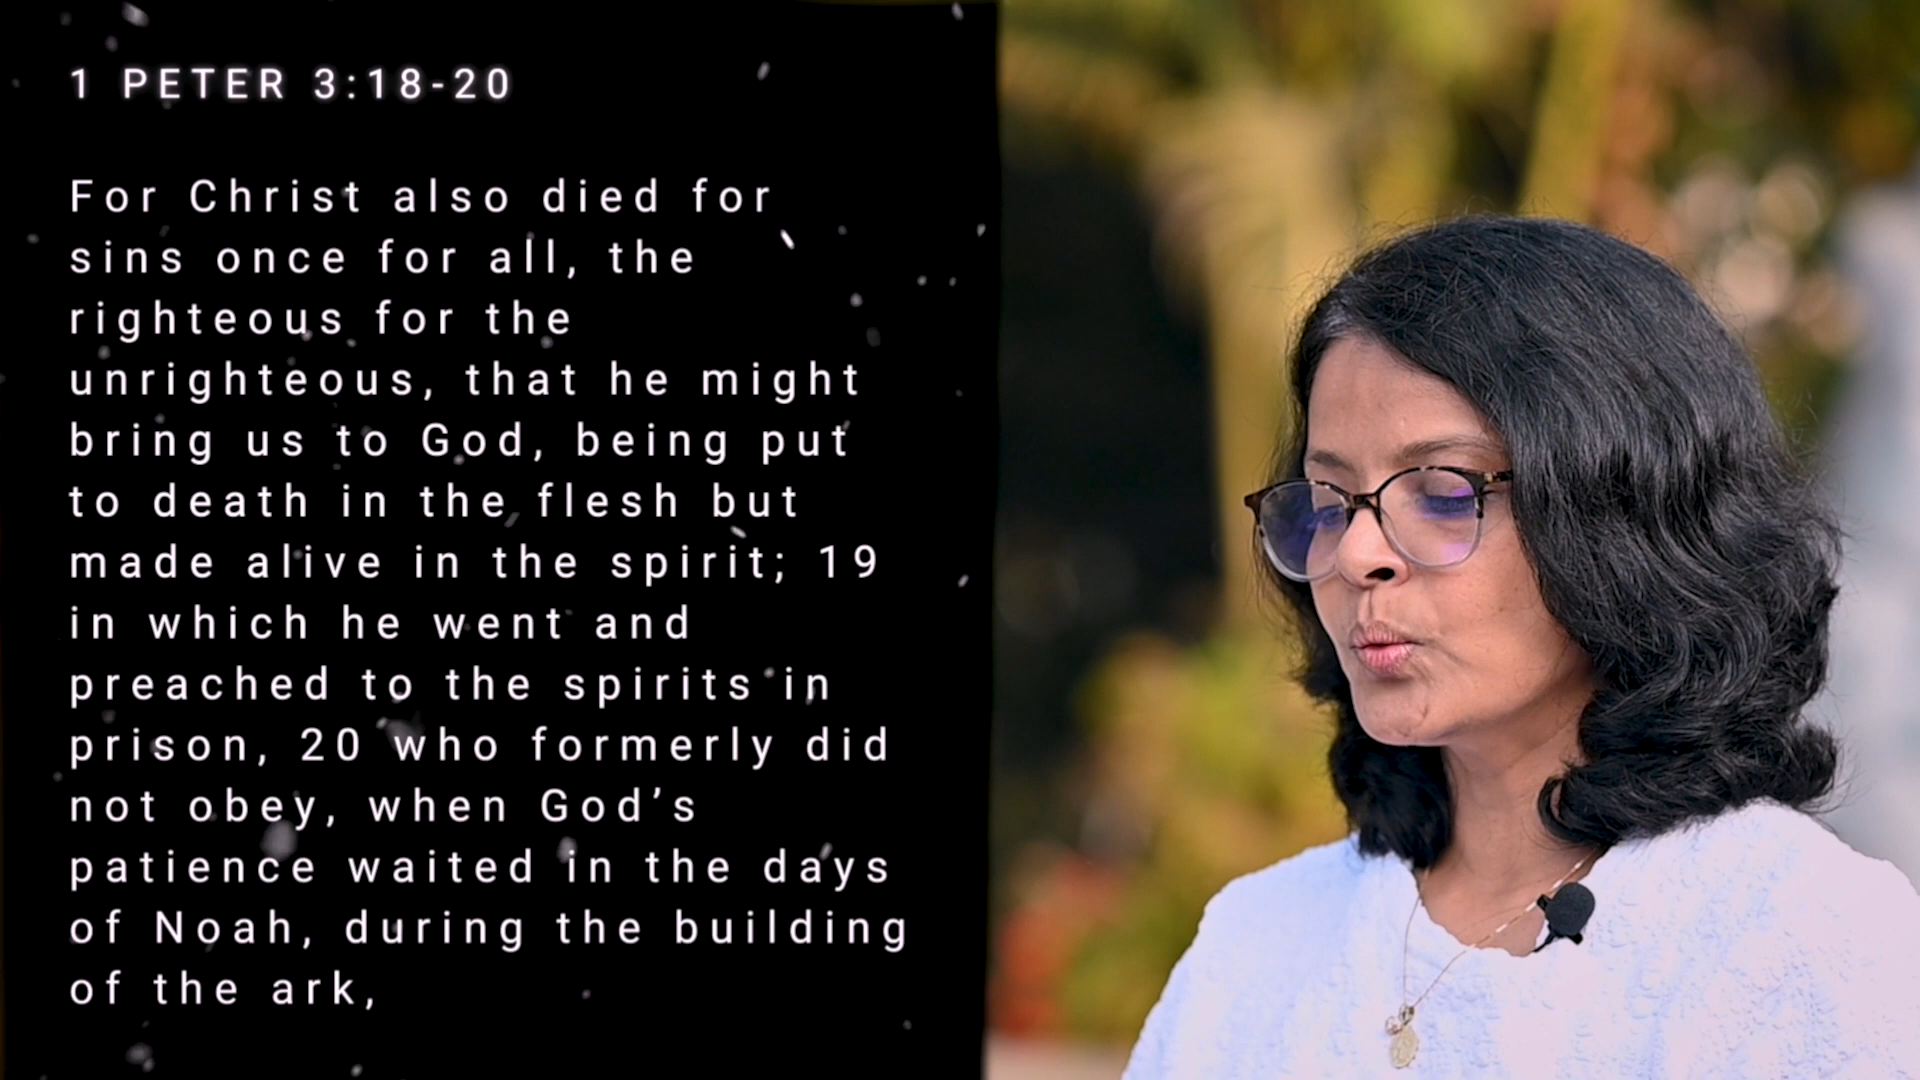 1 PETER 3:18-20
For Christ also died for
sins once for all, the
righteous for the
unrighteous, that he might
bring us to God, being put
to death in the flesh but
made alive in the spirit; 19
in which he went and
preached to the spirits in
prison, 20 who formerly did
not obey, when God’s
patience waited in the days
of Noah, during the building
of the ark,